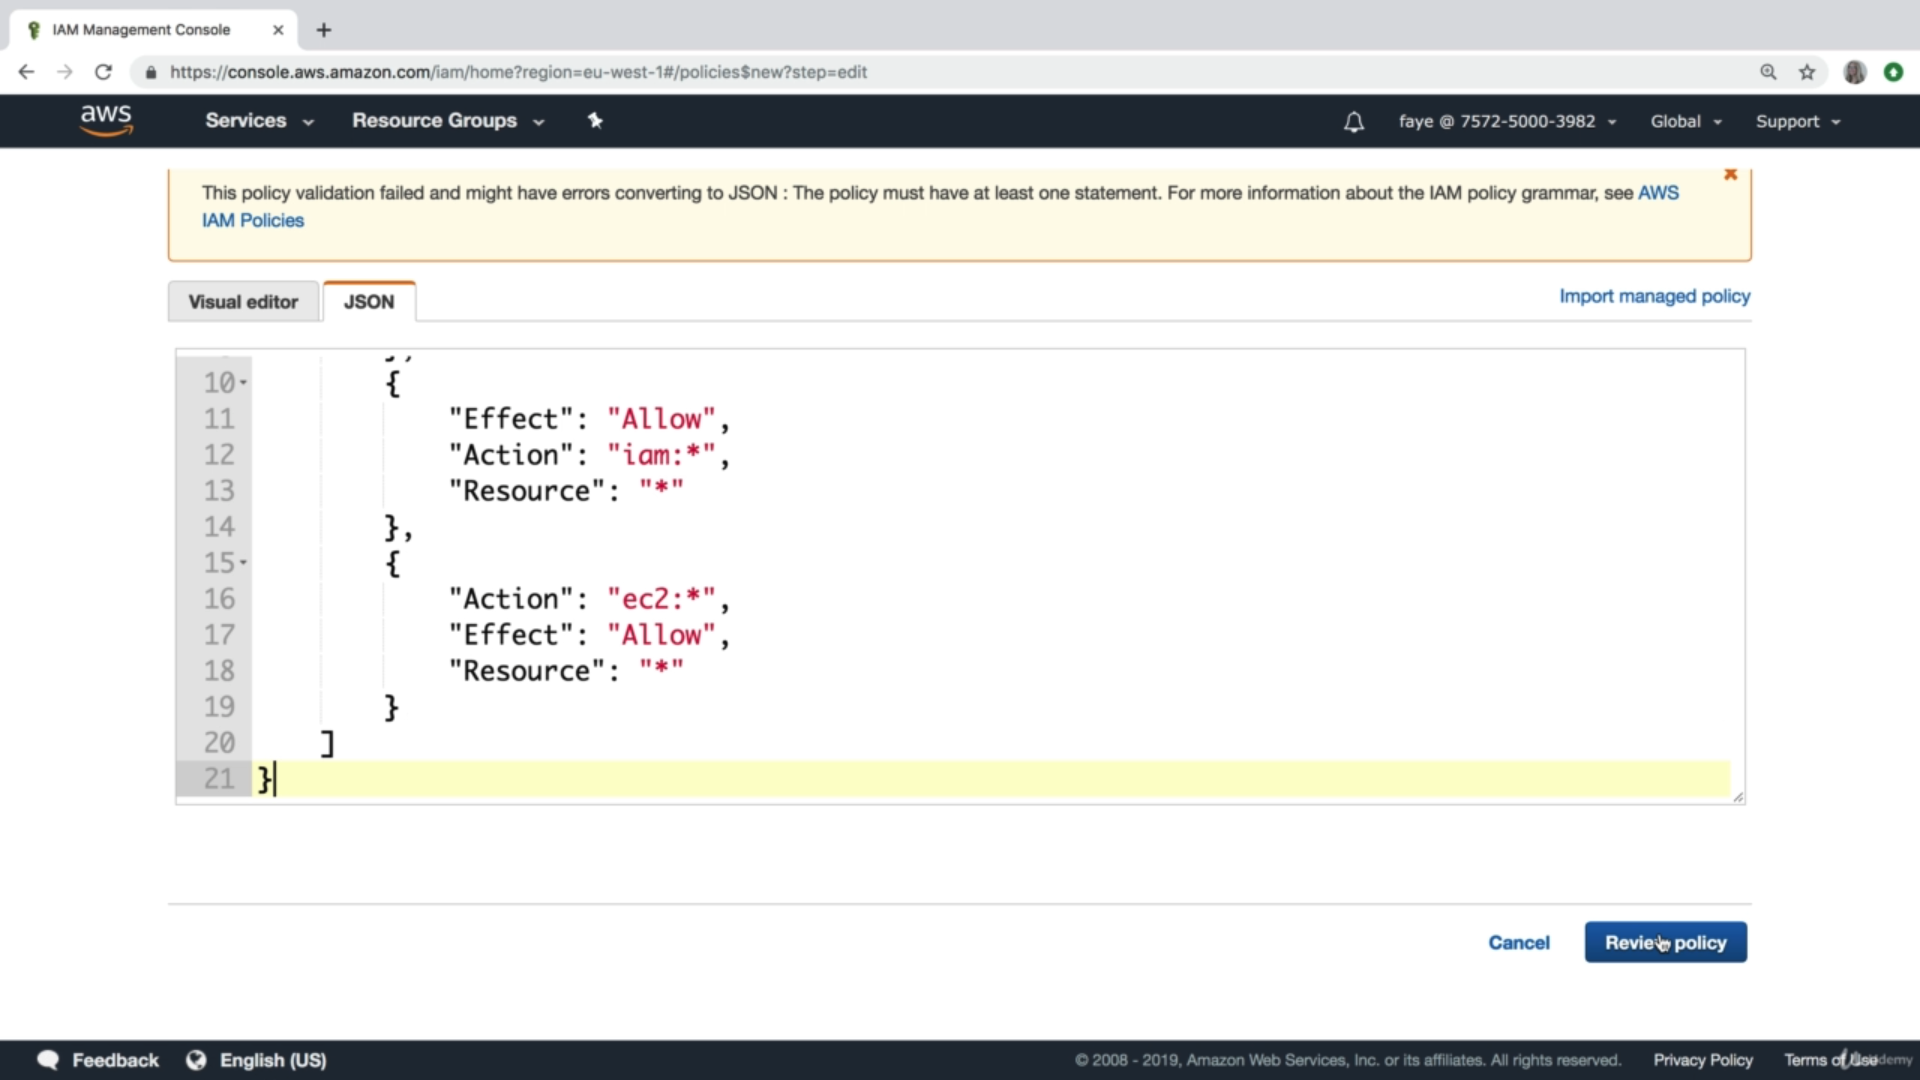 IAM Management Console
https://console.aws.amazon.com/iam/home?region=eu-west-1#/policies$new?step=edit
aws Services Resource Groups faye @ 7572-5000-3982 Global Support
This policy validation failed and might have errors converting to JSON : The policy must have at least one statement. For more information about the IAM policy grammar, see AWS
IAM Policies
Visual editor JSON Import managed policy
},
10 {
11 "Effect": "Allow",
12 "Action": "iam:*",
13 "Resource": "*"
14 },
15 {
16 "Action": "ec2:*",
17 "Effect": "Allow",
18 "Resource": "*"
19 }
20 ]
21 }
Cancel Review policy
Feedback English (US) © 2008 - 2019, Amazon Web Services, Inc. or its affiliates. All rights reserved. Privacy Policy Terms of Use